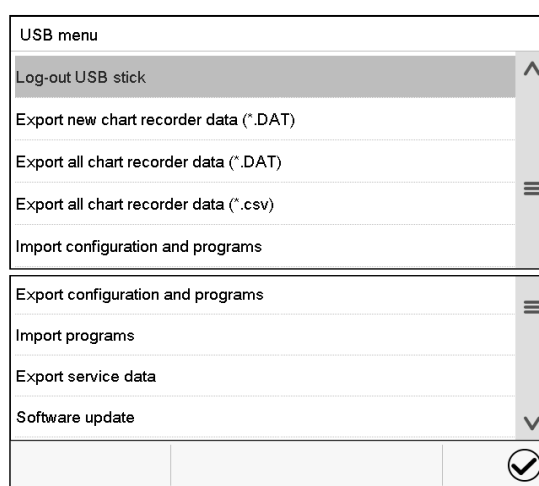 USB menu
Log-out USB stick
Export new chart recorder data (*.DAT)
Export all chart recorder data (*.DAT)
Export all chart recorder data (*.csv)
Import configuration and programs
Export configuration and programs
Import programs
Export service data
Software update